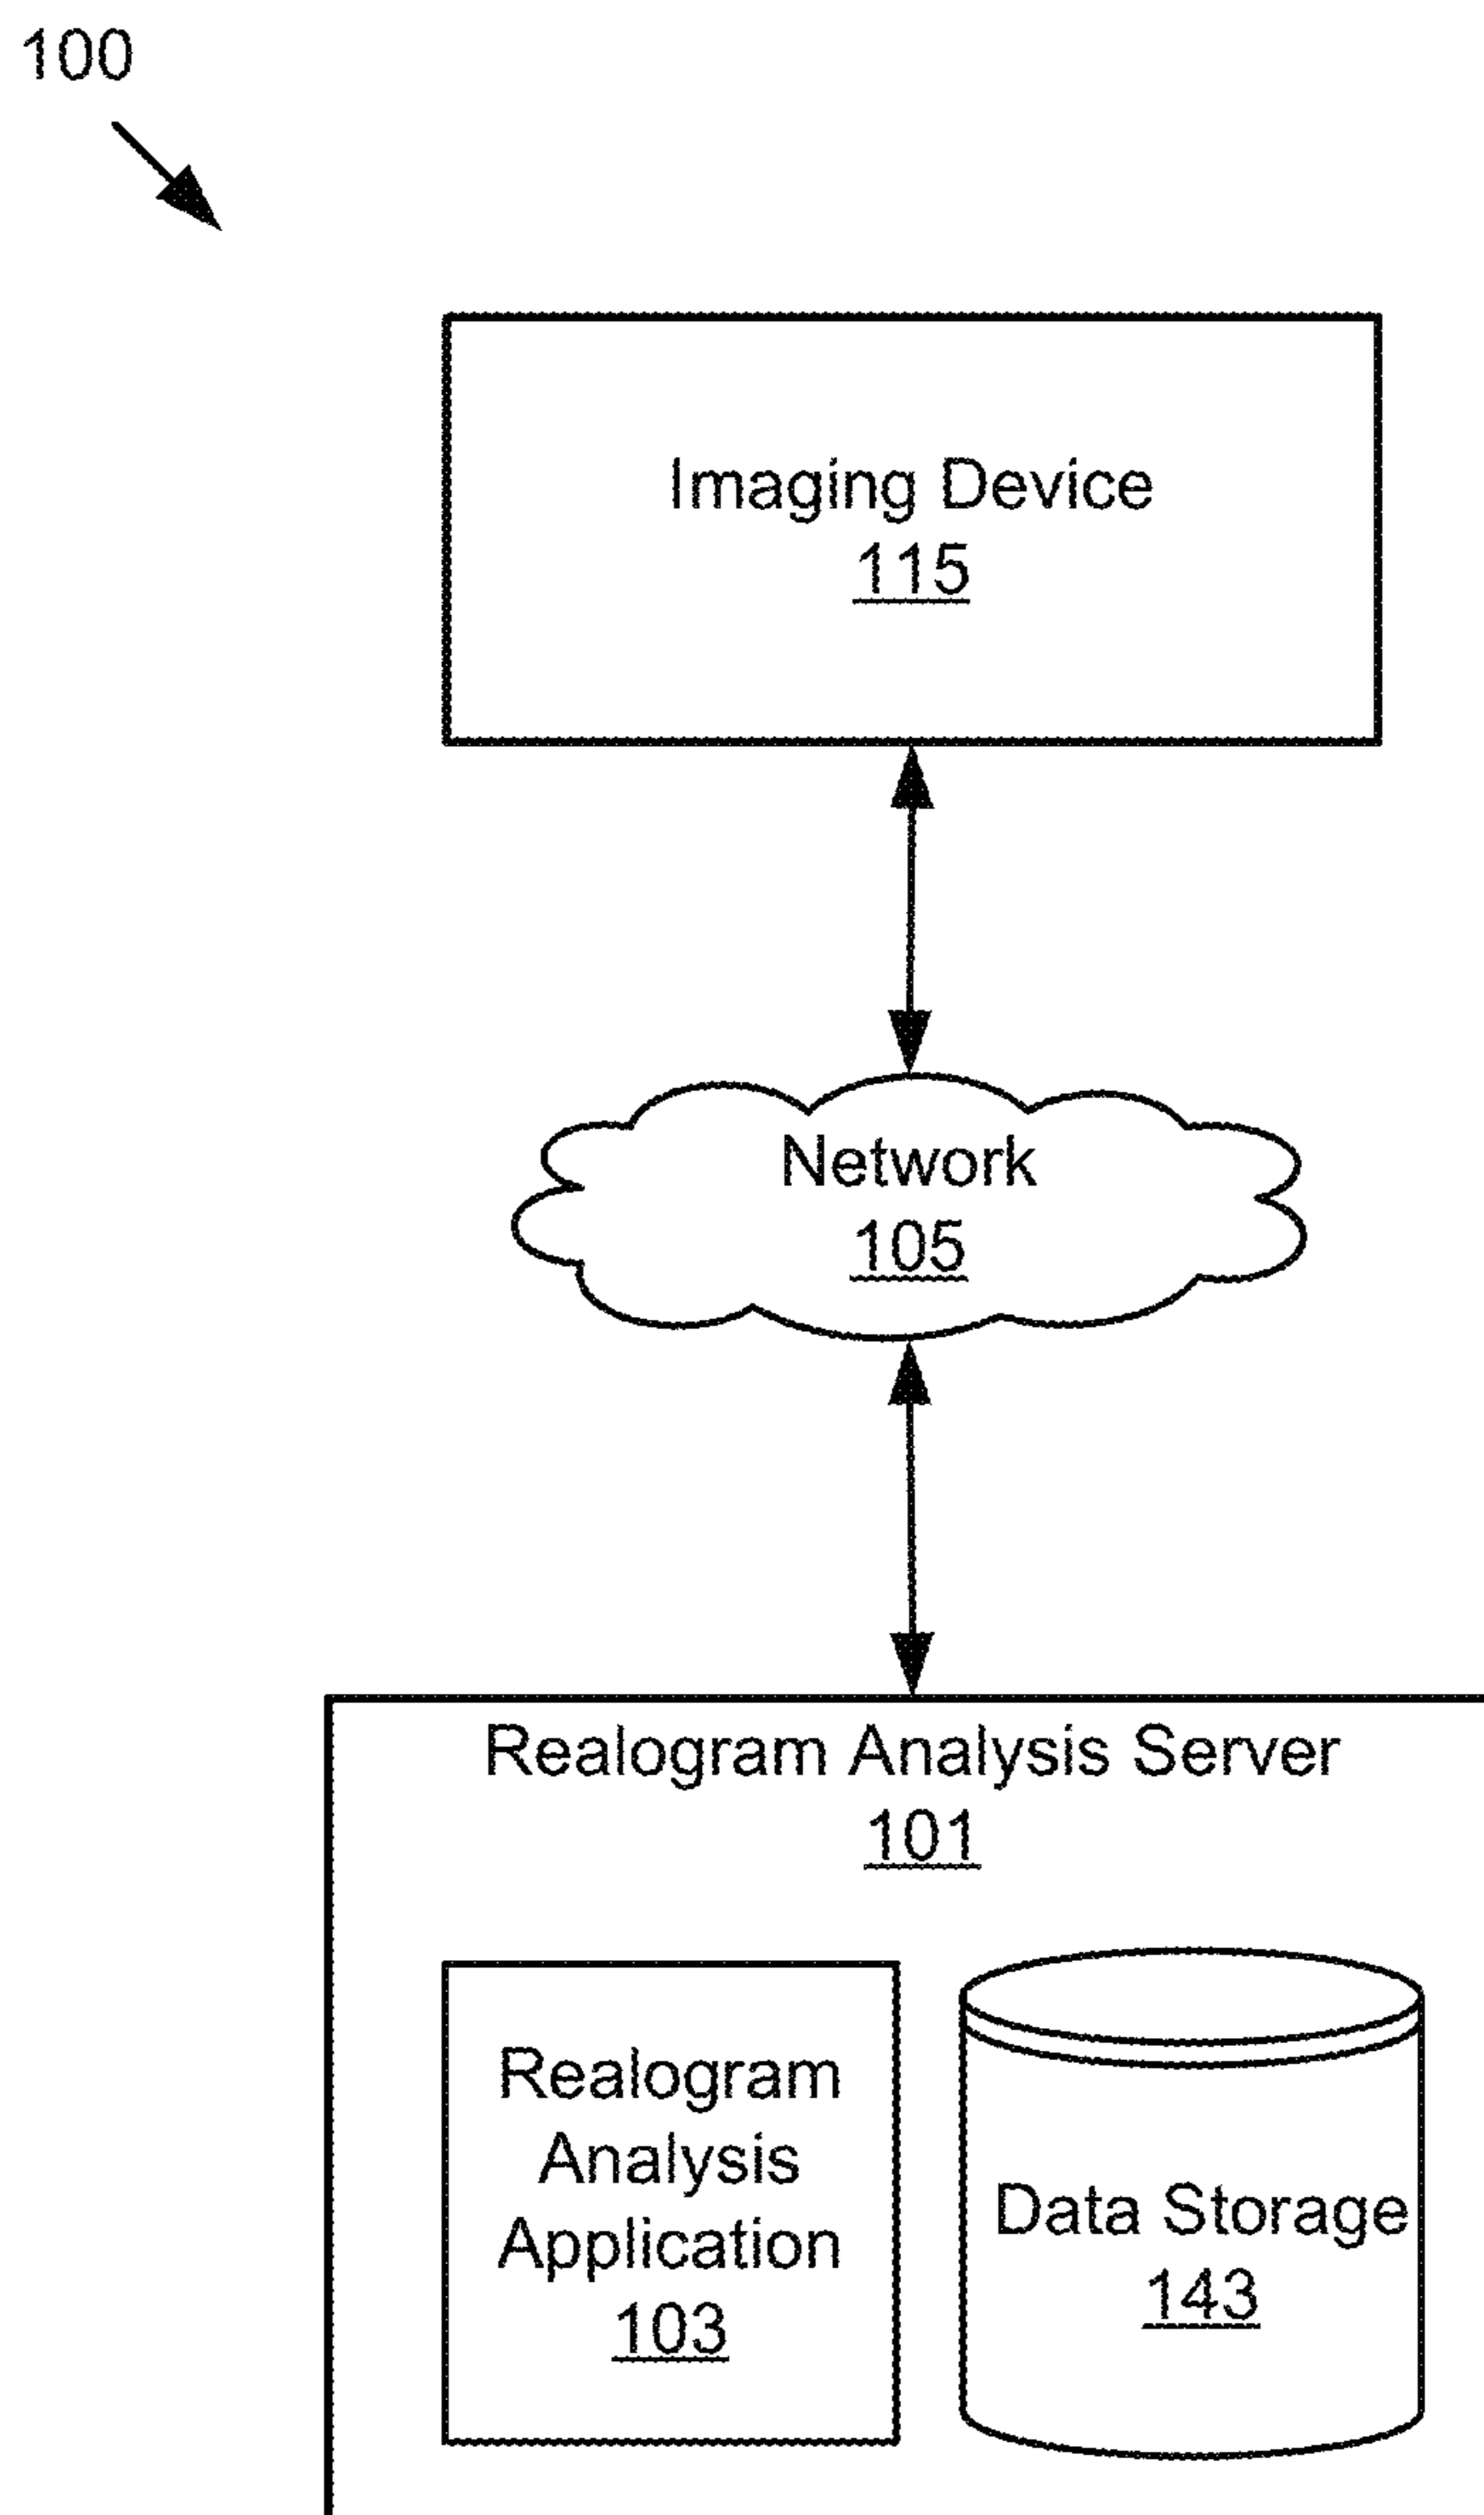 100
Imaging Device
115
Network
105
Realogram Analysis Server
101
Realogram
Analysis
Application
103
Data Storage
143